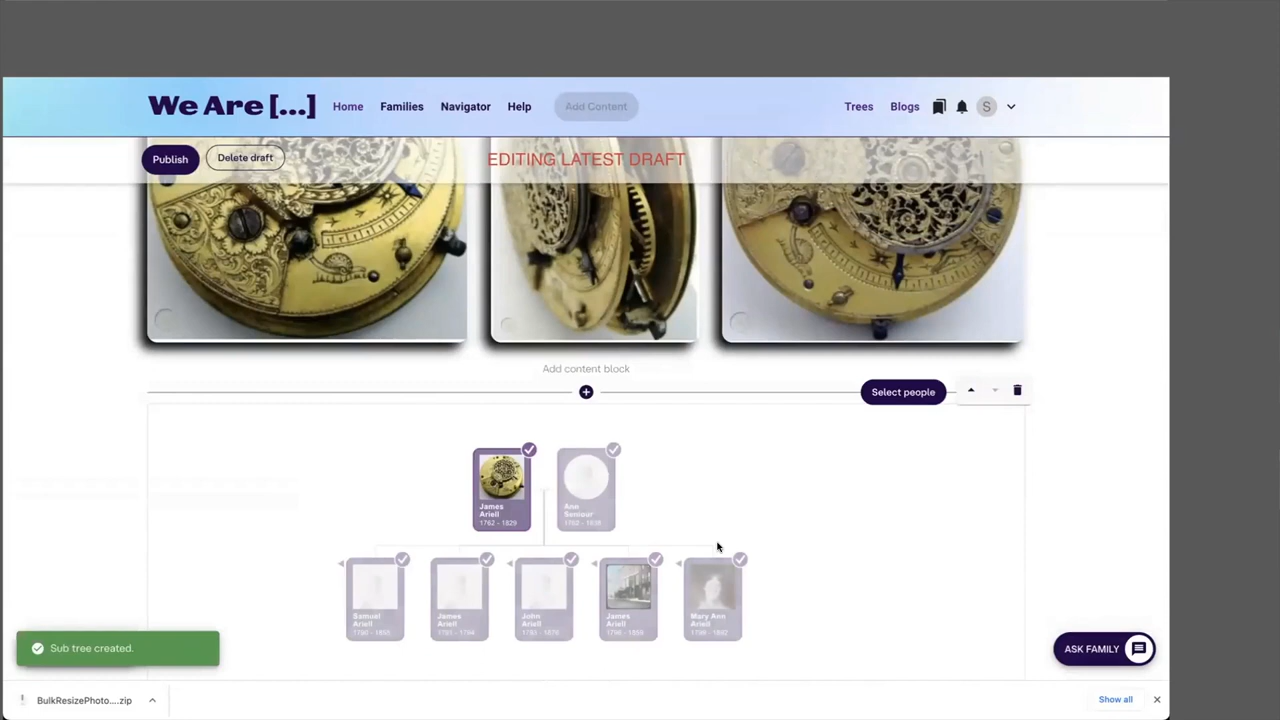 We Are [...]
Home
Families
Navigator
Help
Add Content
Trees
Blogs
S
Publish
Delete draft
EDITING LATEST DRAFT
Add content block
Select people
James
Ariell
1762 - 1829
Ann
Seniour
Samuel
Ariell
James
Ariell
John
Ariell
James
Ariell
Mary Ann
Ariell
Sub tree created.
ASK FAMILY
BulkResizePhoto....zip
Show all